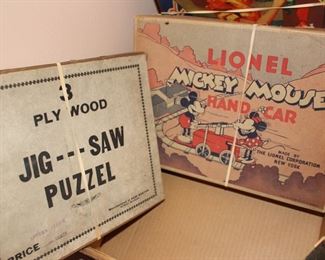 3
PLY WOOD
JIG---SAW
PUZZEL
PRICE
LIONEL
MICKEY MOUSE
HAND CAR
MADE BY
THE LIONEL CORPORATION
NEW YORK